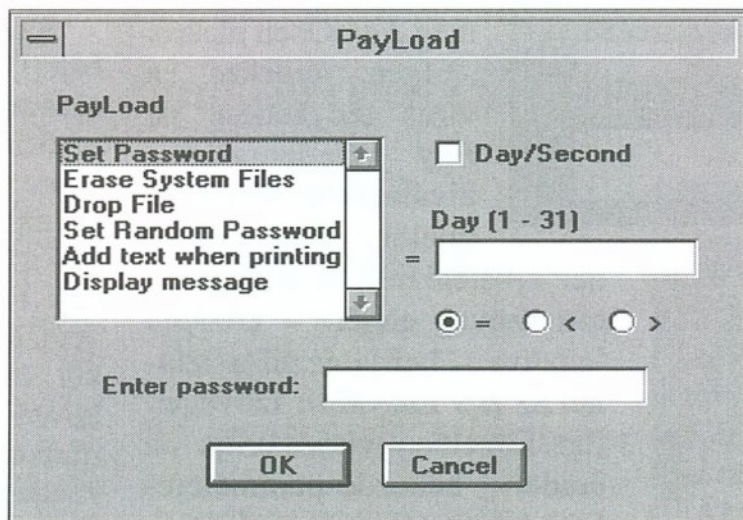 PayLoad
PayLoad
Set Password
Erase System Files
Drop File
Set Random Password
Add text when printing
Display message
Day/Second
Day (1 - 31)
=
= < >
Enter password:
OK Cancel